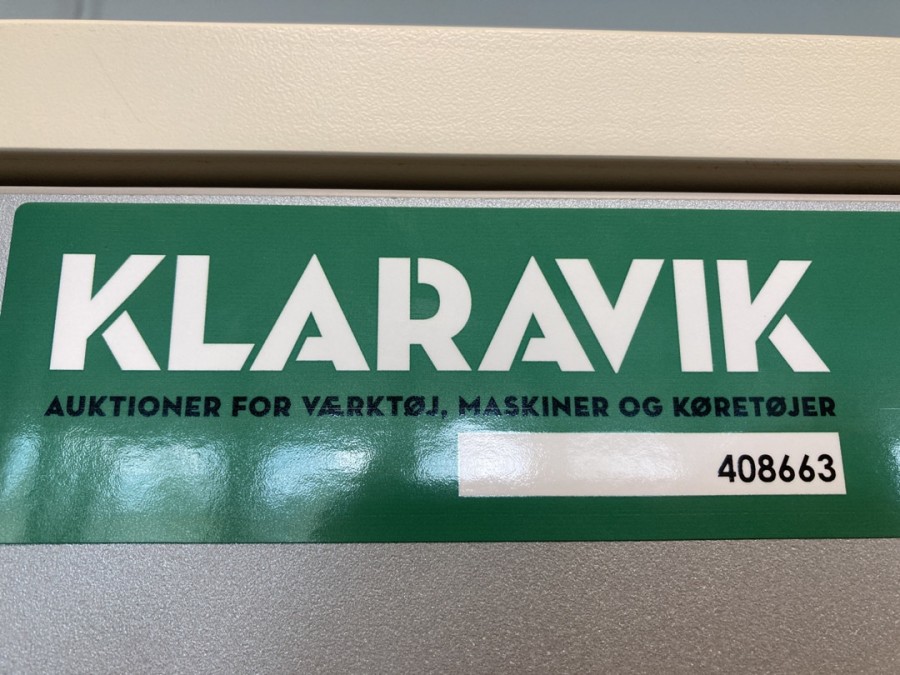 KLARAVIK
AUKTIONER FOR VÆRKTØJ, MASKINER OG KØRETØJER
408663